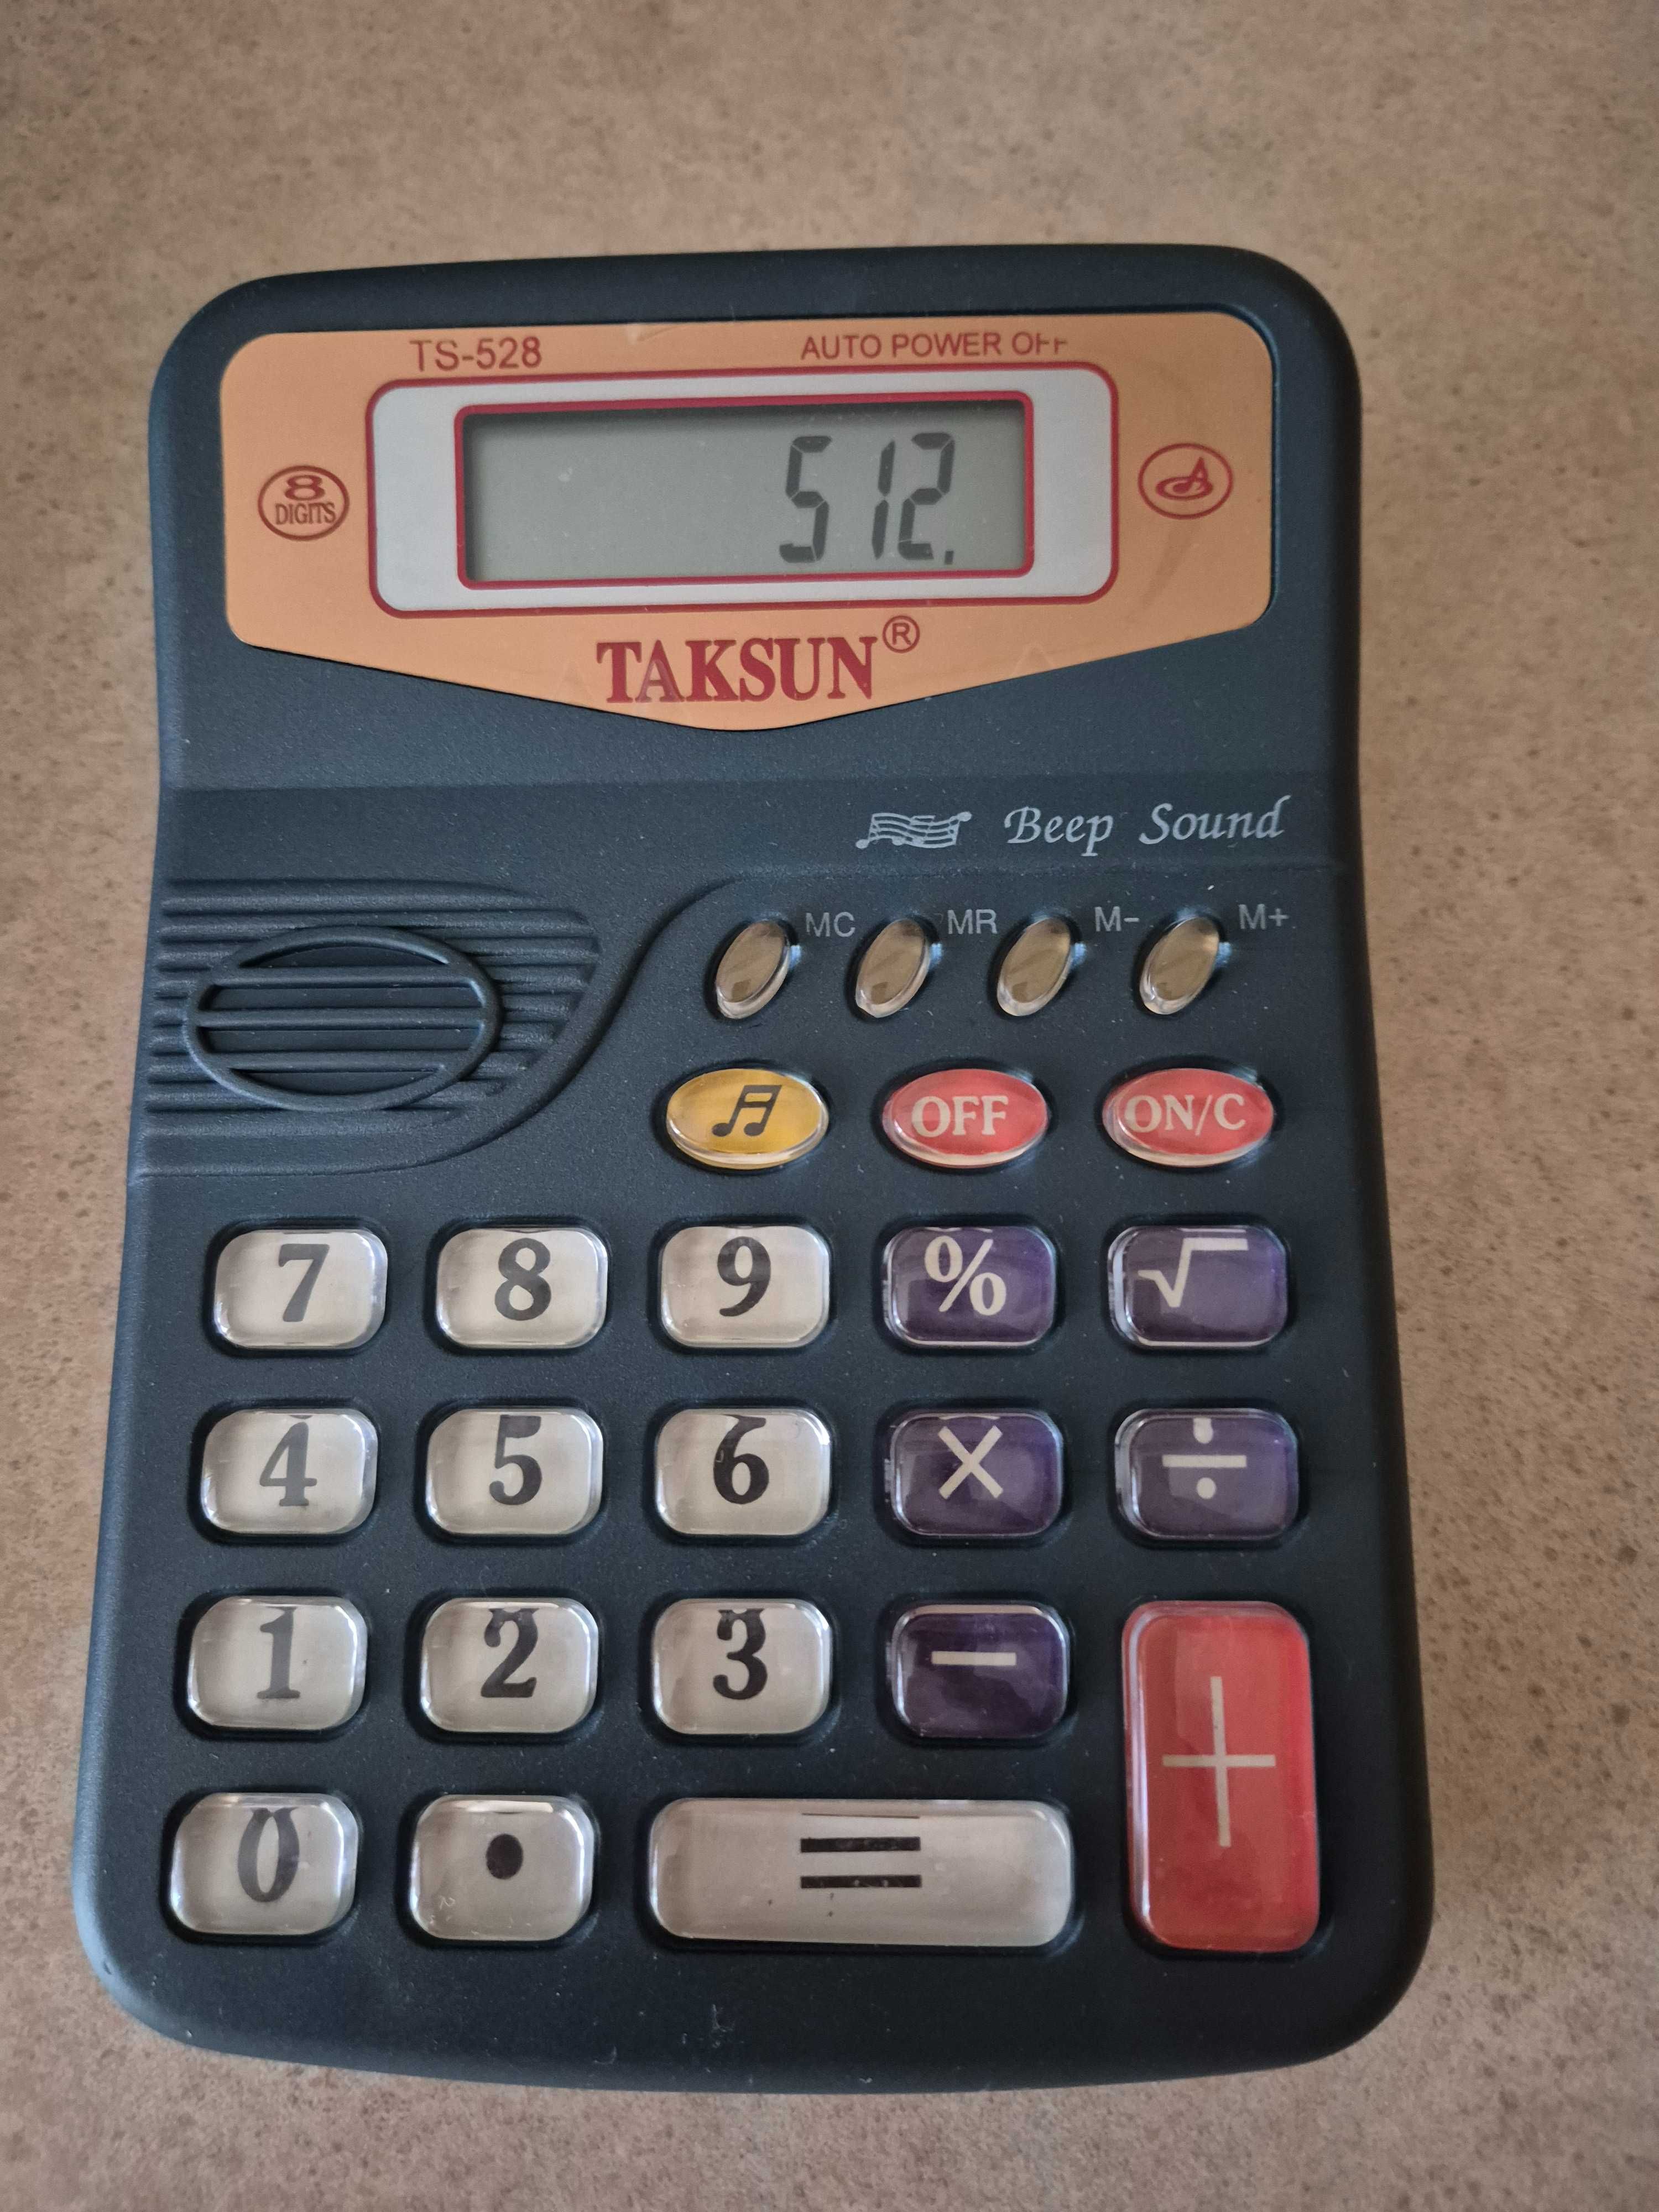 TS-528 AUTO POWER OFF
8 DIGITS
512.
TAKSUN®
Beep Sound
MC MR M- M+
OFF ON/C
7 8 9 % √
4 5 6 × ÷
1 2 3 −
+
0 • =